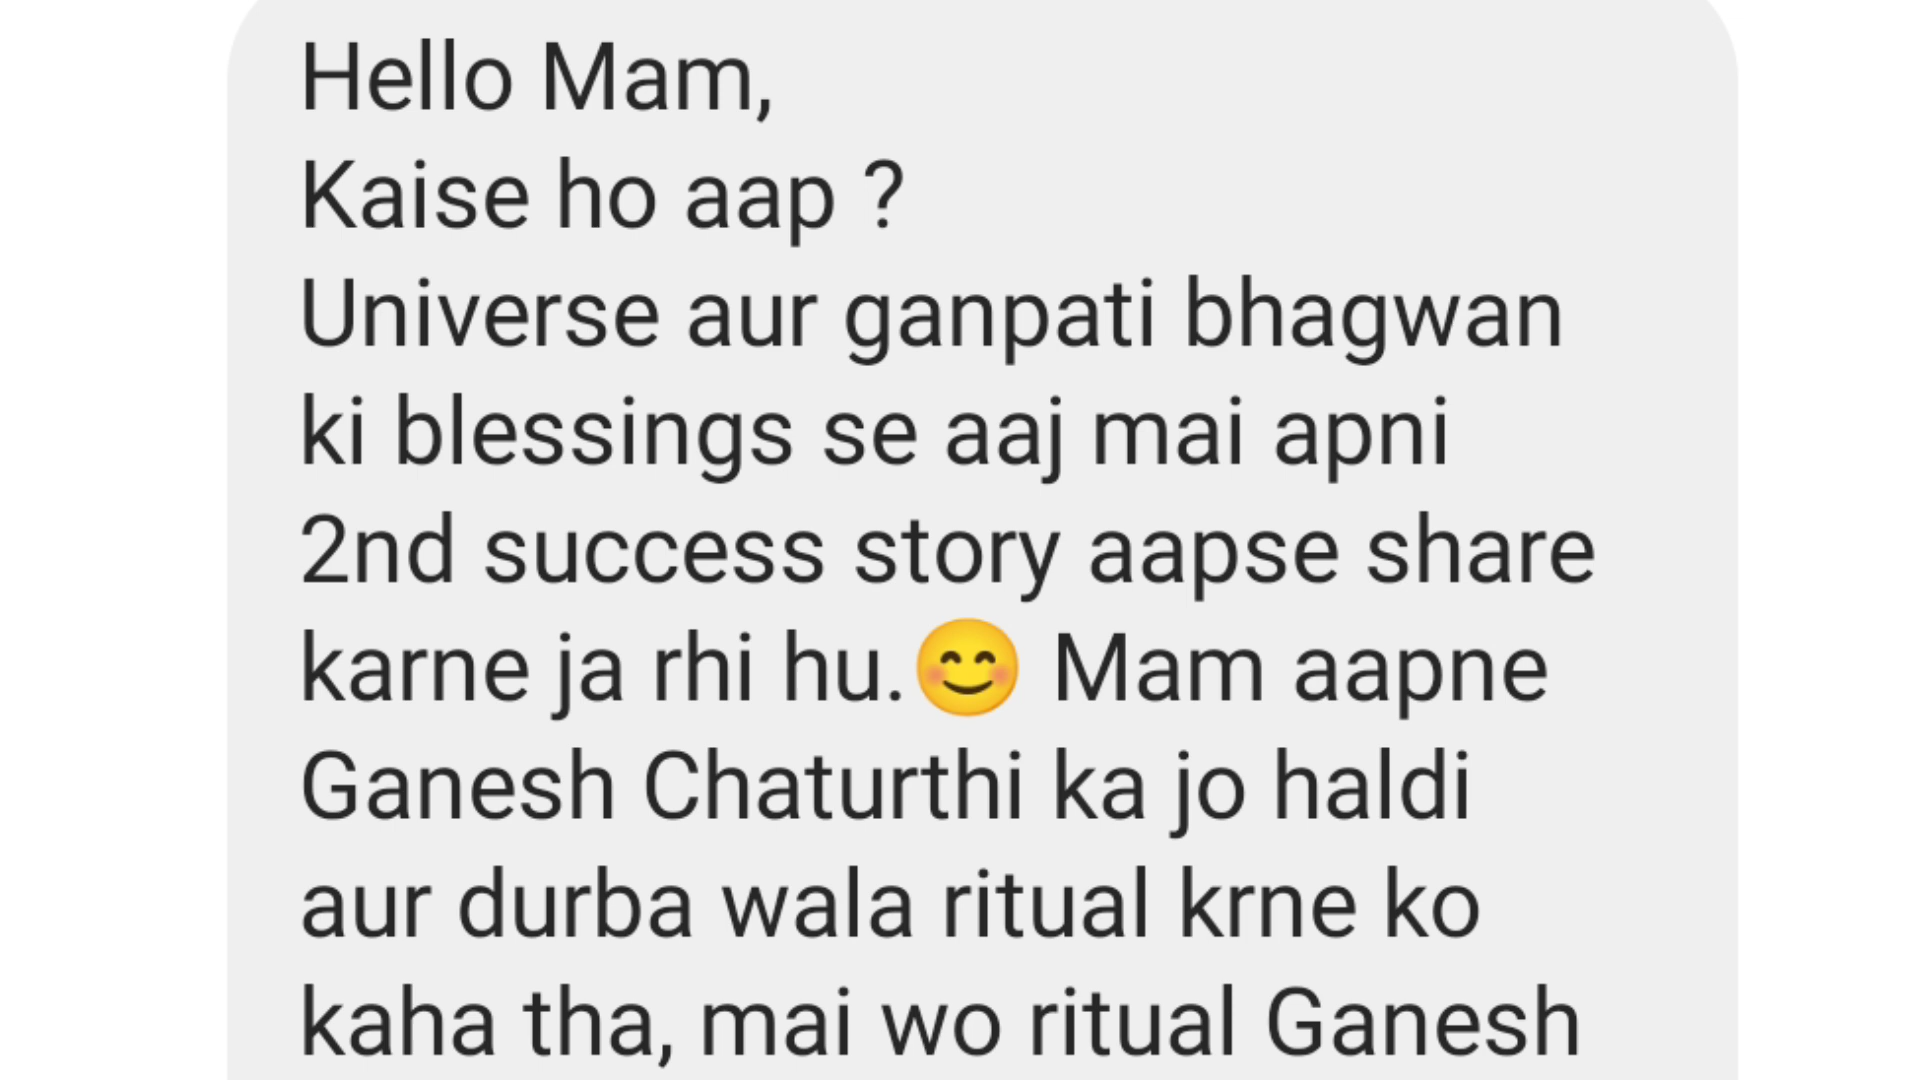 Hello Mam,
Kaise ho aap ?
Universe aur ganpati bhagwan
ki blessings se aaj mai apni
2nd success story aapse share
karne ja rhi hu.😊 Mam aapne
Ganesh Chaturthi ka jo haldi
aur durba wala ritual krne ko
kaha tha, mai wo ritual Ganesh